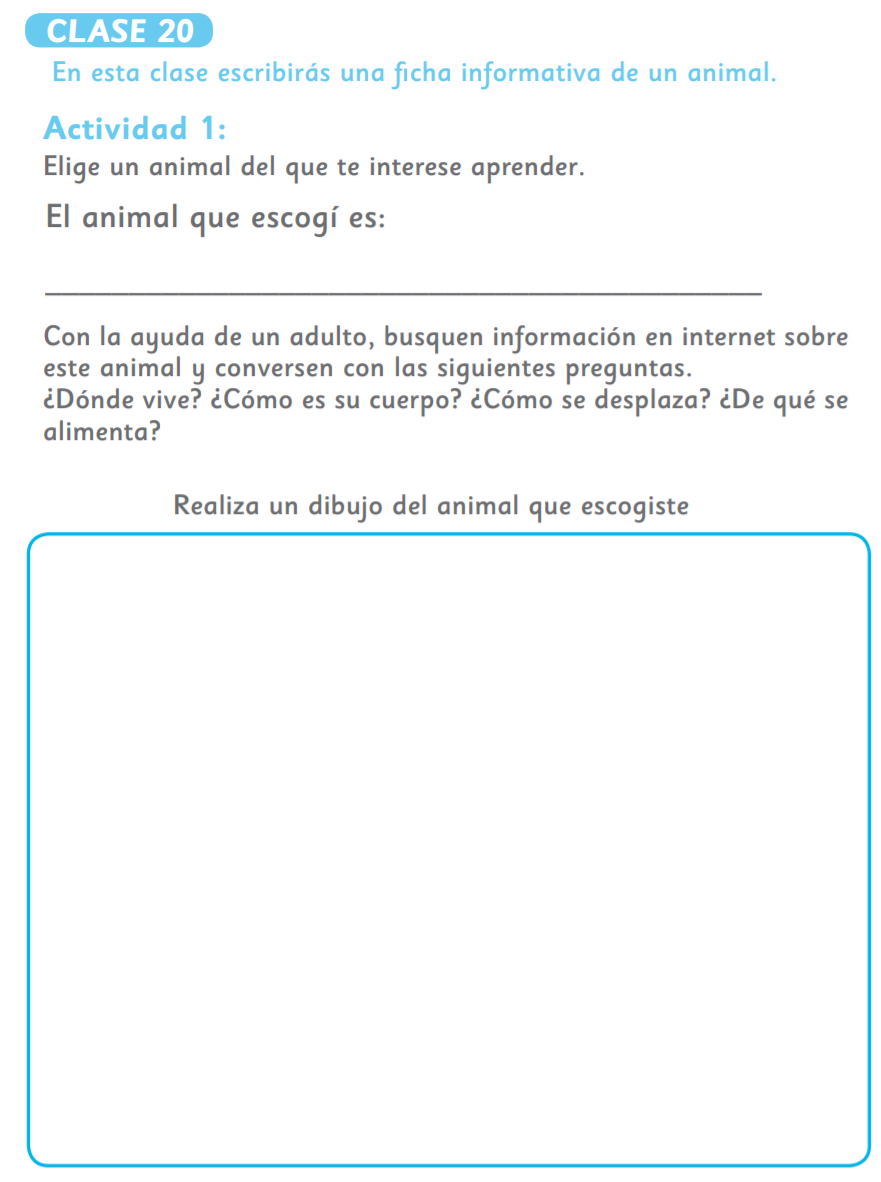 CLASE 20
En esta clase escribirás una ficha informativa de un animal.
Actividad 1:
Elige un animal del que te interese aprender.
El animal que escogí es:
_______________________________________________
Con la ayuda de un adulto, busquen información en internet sobre
este animal y conversen con las siguientes preguntas.
¿Dónde vive? ¿Cómo es su cuerpo? ¿Cómo se desplaza? ¿De qué se
alimenta?
Realiza un dibujo del animal que escogiste